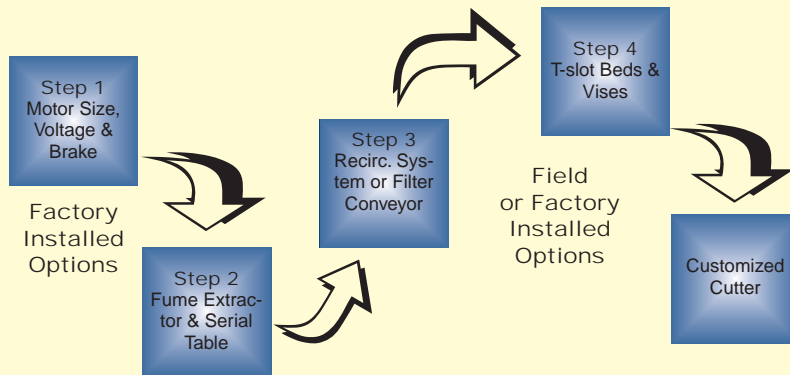 Step 1
Motor Size,
Voltage &
Brake
Factory
Installed
Options
Step 2
Fume Extrac-
tor & Serial
Table
Step 3
Recirc. Sys-
tem or Filter
Conveyor
Step 4
T-slot Beds &
Vises
Field
or Factory
Installed
Options
Customized
Cutter